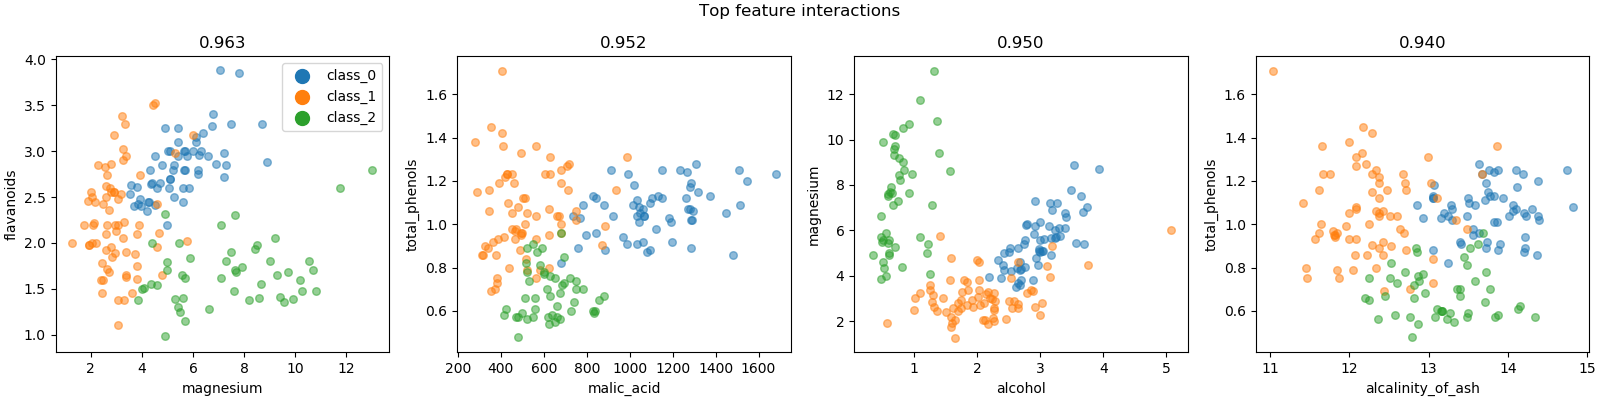 Top feature interactions
0.963
4.0
3.5
3.0
2.5
2.0
1.5
1.0
flavanoids
class_0
class_1
class_2
2 4 6 8 10 12
magnesium
0.952
1.6
1.4
1.2
1.0
0.8
0.6
total_phenols
200 400 600 800 1000 1200 1400 1600
malic_acid
0.950
12
10
8
6
4
2
magnesium
1 2 3 4 5
alcohol
0.940
1.6
1.4
1.2
1.0
0.8
0.6
total_phenols
11 12 13 14 15
alcalinity_of_ash